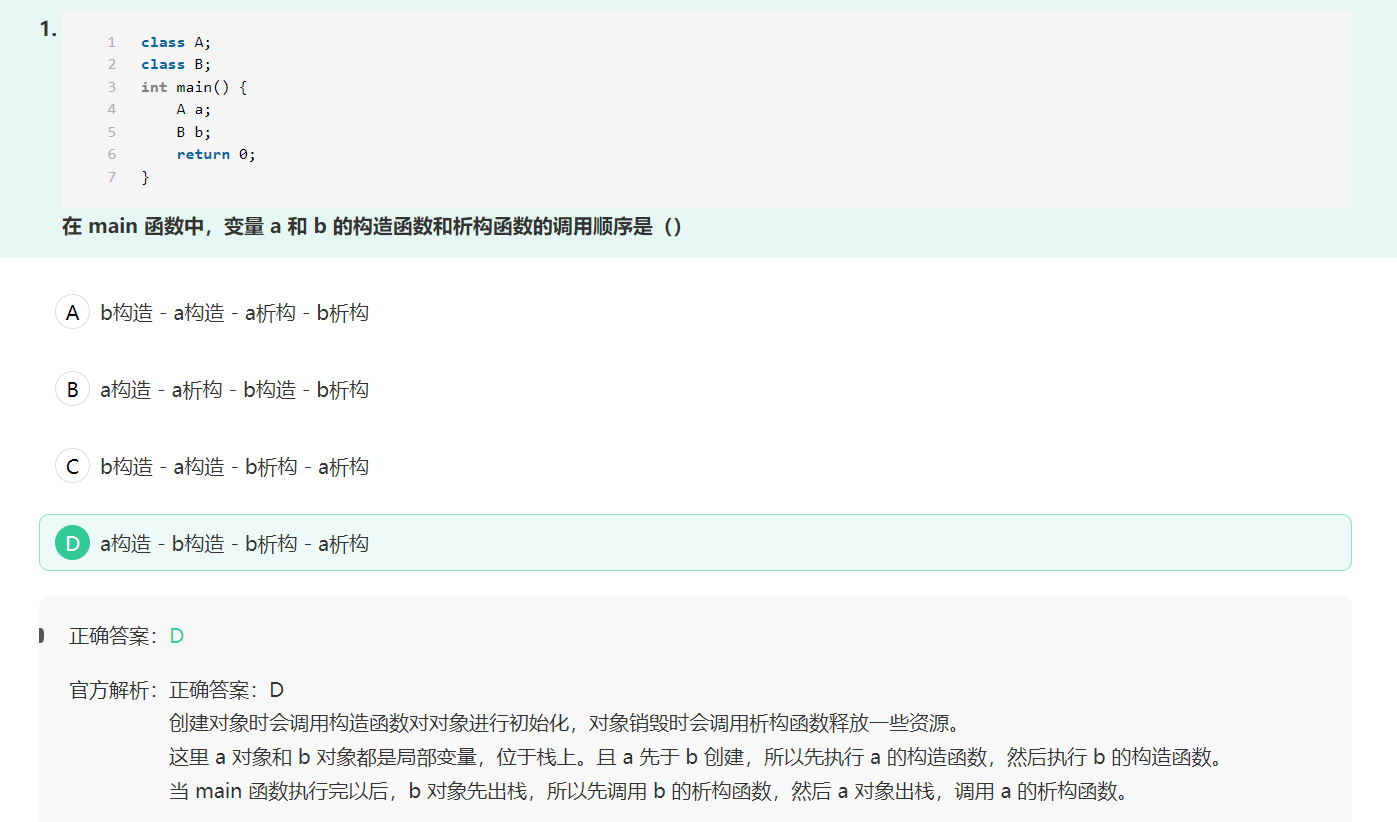 1.
1 class A;
2 class B;
3 int main() {
4 A a;
5 B b;
6 return 0;
7 }
在 main 函数中，变量 a 和 b 的构造函数和析构函数的调用顺序是（）
A b构造 - a构造 - a析构 - b析构
B a构造 - a析构 - b构造 - b析构
C b构造 - a构造 - b析构 - a析构
D a构造 - b构造 - b析构 - a析构
正确答案：D
官方解析：正确答案：D
创建对象时会调用构造函数对对象进行初始化，对象销毁时会调用析构函数释放一些资源。
这里 a 对象和 b 对象都是局部变量，位于栈上。且 a 先于 b 创建，所以先执行 a 的构造函数，然后执行 b 的构造函数。
当 main 函数执行完以后，b 对象先出栈，所以先调用 b 的析构函数，然后 a 对象出栈，调用 a 的析构函数。